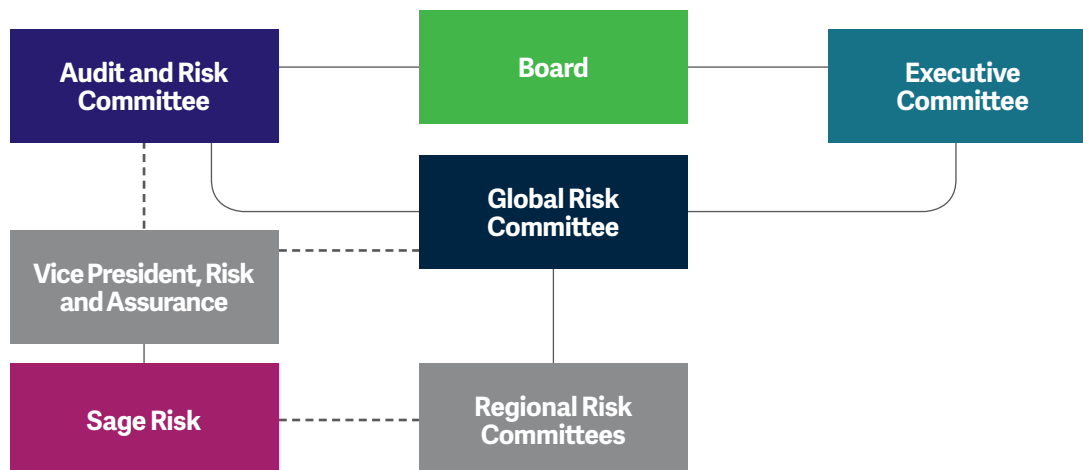 Audit and Risk
Committee
Board
Executive
Committee
Global Risk
Committee
Vice President, Risk
and Assurance
Sage Risk
Regional Risk
Committees